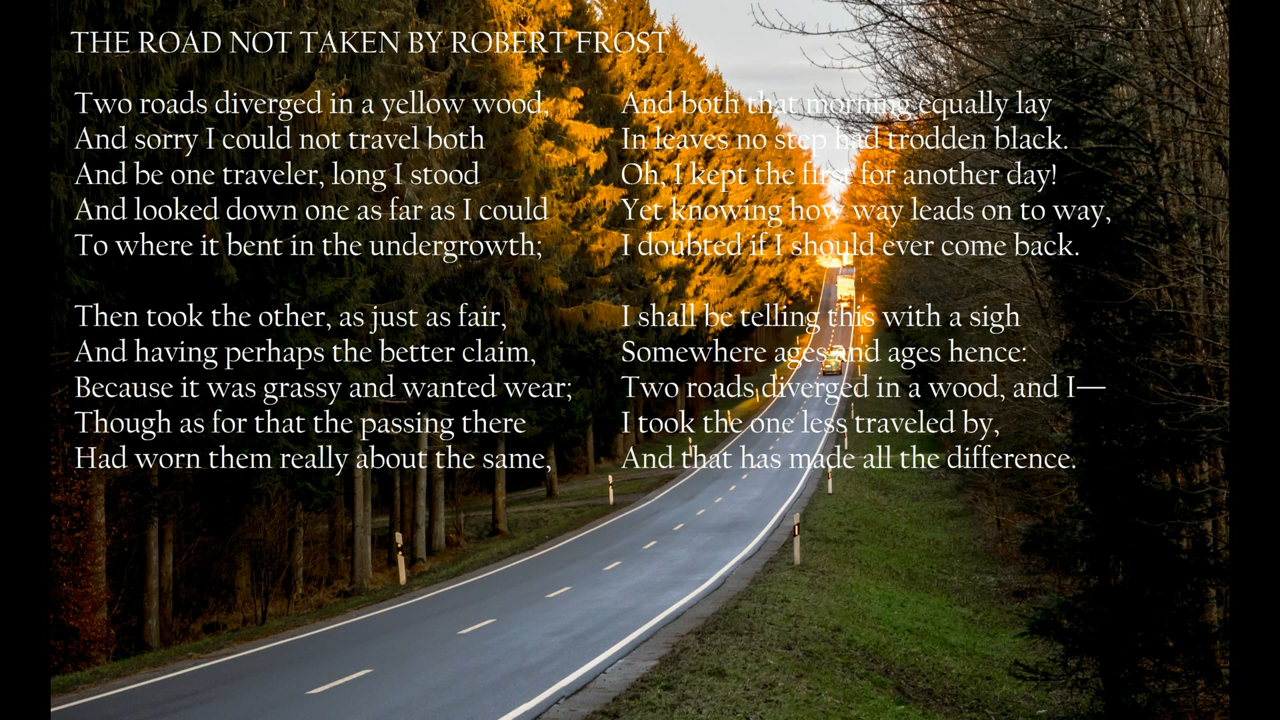 THE ROAD NOT TAKEN BY ROBERT FROST
Two roads diverged in a yellow wood,
And sorry I could not travel both
And be one traveler, long I stood
And looked down one as far as I could
To where it bent in the undergrowth;
Then took the other, as just as fair,
And having perhaps the better claim,
Because it was grassy and wanted wear;
Though as for that the passing there
Had worn them really about the same,
And both that morning equally lay
In leaves no step had trodden black.
Oh, I kept the first for another day!
Yet knowing how way leads on to way,
I doubted if I should ever come back.
I shall be telling this with a sigh
Somewhere ages and ages hence:
Two roads diverged in a wood, and I—
I took the one less traveled by,
And that has made all the difference.